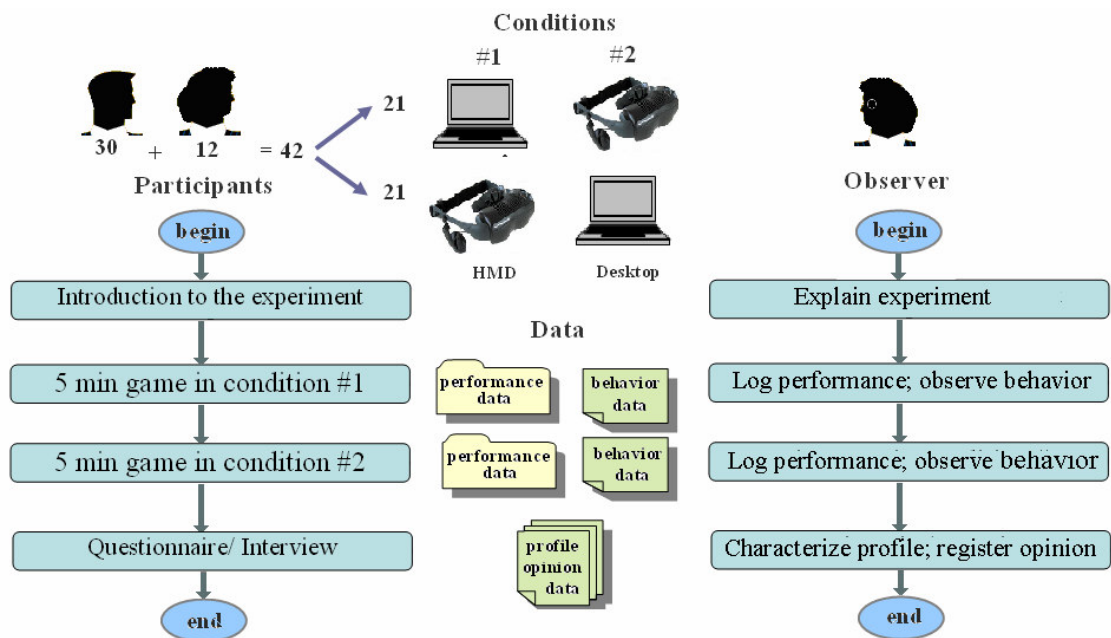 Conditions
#1
#2
21
30 + 12 = 42
21
Participants
Observer
HMD
Desktop
begin
Introduction to the experiment
5 min game in condition #1
5 min game in condition #2
Questionnaire/ Interview
end
Data
performance
data
behavior
data
performance
data
behavior
data
profile
opinion
data
begin
Explain experiment
Log performance; observe behavior
Log performance; observe behavior
Characterize profile; register opinion
end